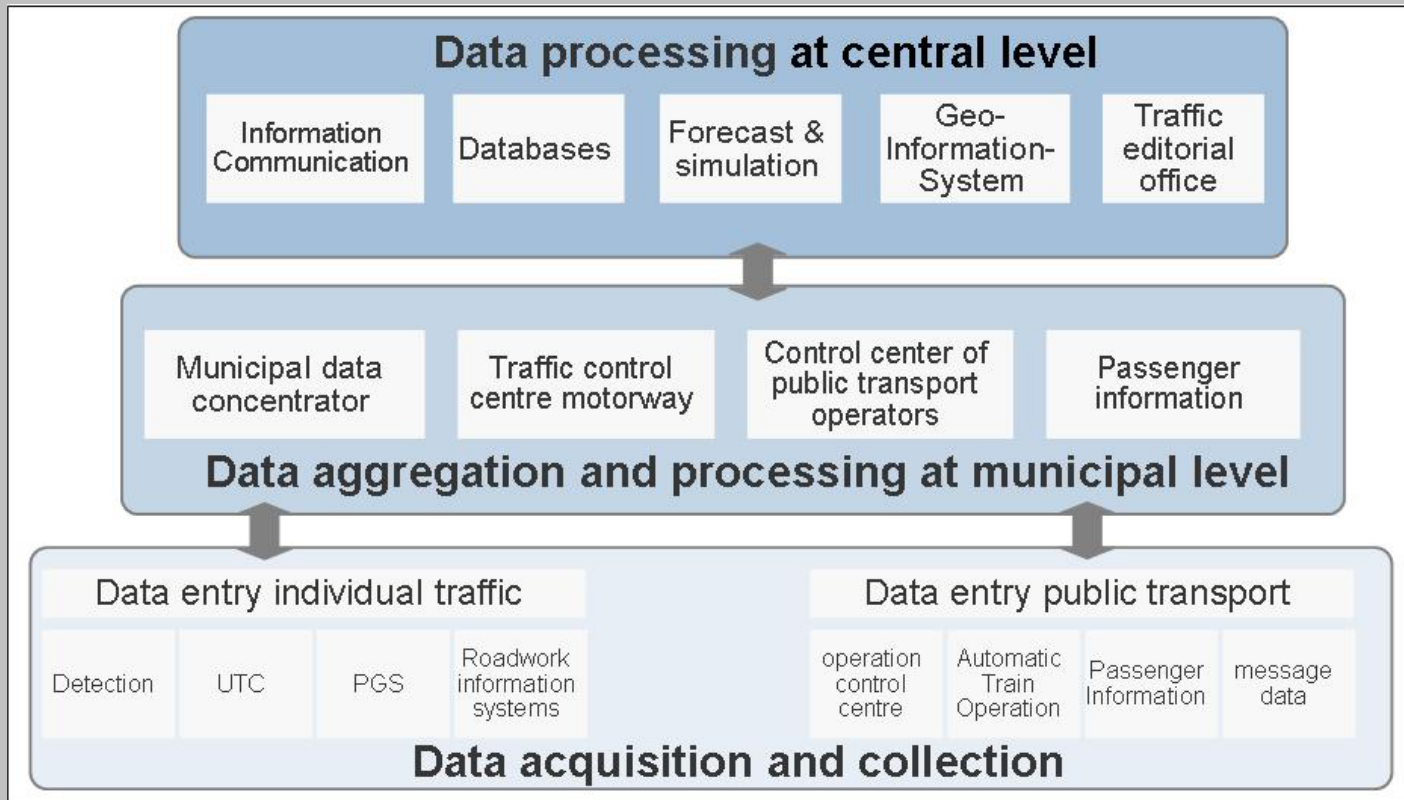 Data processing at central level
Information
Communication
Databases
Forecast &
simulation
Geo-
Information-
System
Traffic
editorial
office
Municipal data
concentrator
Traffic control
centre motorway
Control center of
public transport
operators
Passenger
information
Data aggregation and processing at municipal level
Data entry individual traffic
Detection
UTC
PGS
Roadwork
information
systems
Data entry public transport
operation
control
centre
Automatic
Train
Operation
Passenger
Information
message
data
Data acquisition and collection